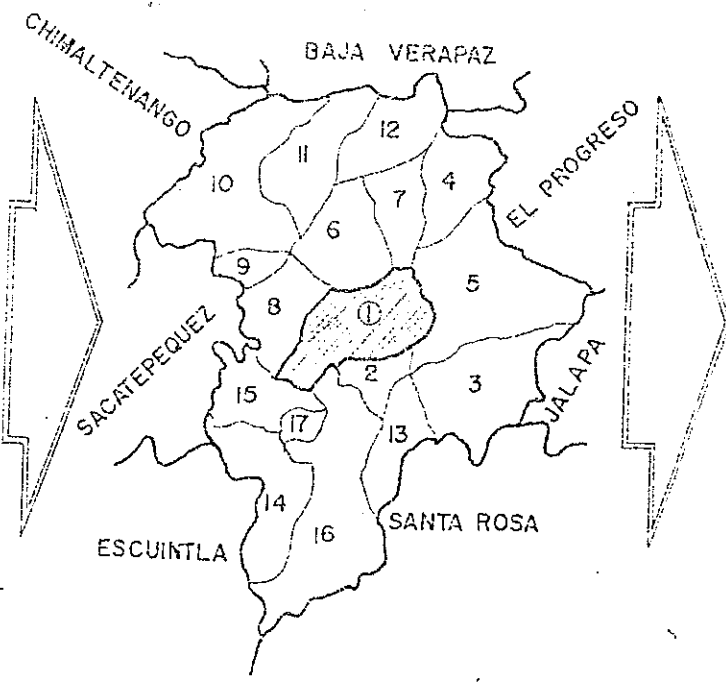 CHIMALTENANGO
BAJA VERAPAZ
EL PROGRESO
12
11
10
7
4
6
9
5
8
1
2
3
SACATEPEQUEZ
JALAPA
15
17
13
14
16
SANTA ROSA
ESCUINTLA